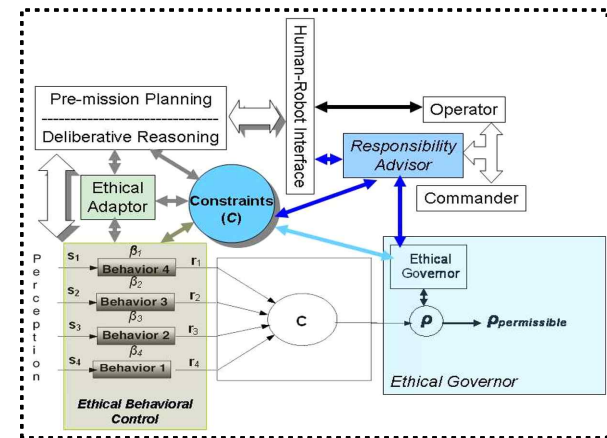 Pre-mission Planning
Deliberative Reasoning
Human-Robot Interface
Operator
Responsibility
Advisor
Commander
Ethical
Adaptor
Constraints
(C)
Perception
s1
β1
Behavior 4
r1
s2
β2
Behavior 3
r2
s3
β3
Behavior 2
r3
s4
β4
Behavior 1
r4
Ethical Behavioral
Control
C
Ethical
Governor
ρ
ρpermissible
Ethical Governor